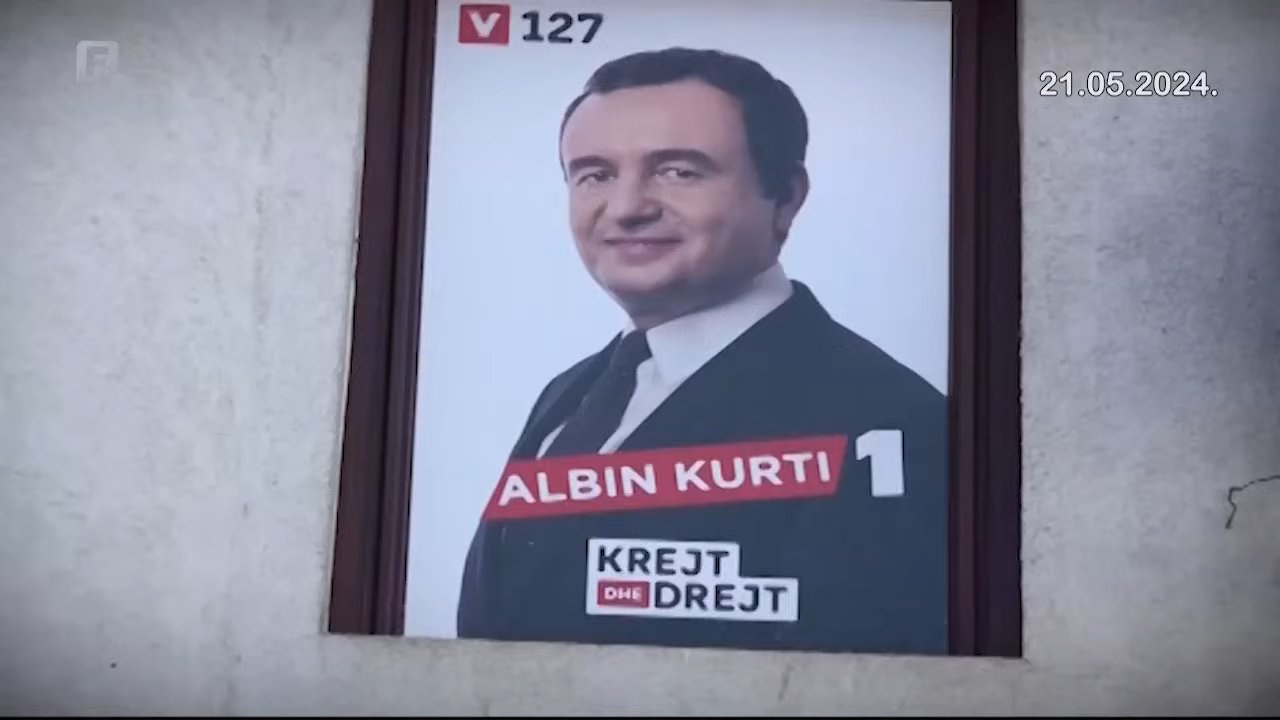 V 127
21.05.2024.
F
ALBIN KURTI 1
KREJT
DHE DREJT